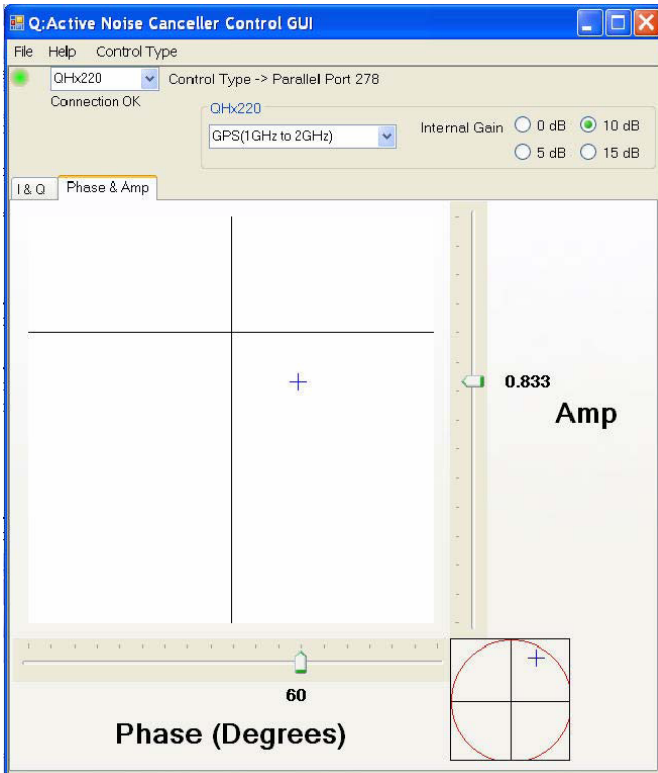 Q:Active Noise Canceller Control GUI
File Help Control Type
QHx220 Control Type -> Parallel Port 278
Connection OK
QHx220
GPS(1GHz to 2GHz)
Internal Gain 0 dB 10 dB
5 dB 15 dB
I & Q Phase & Amp
0.833
Amp
60
Phase (Degrees)